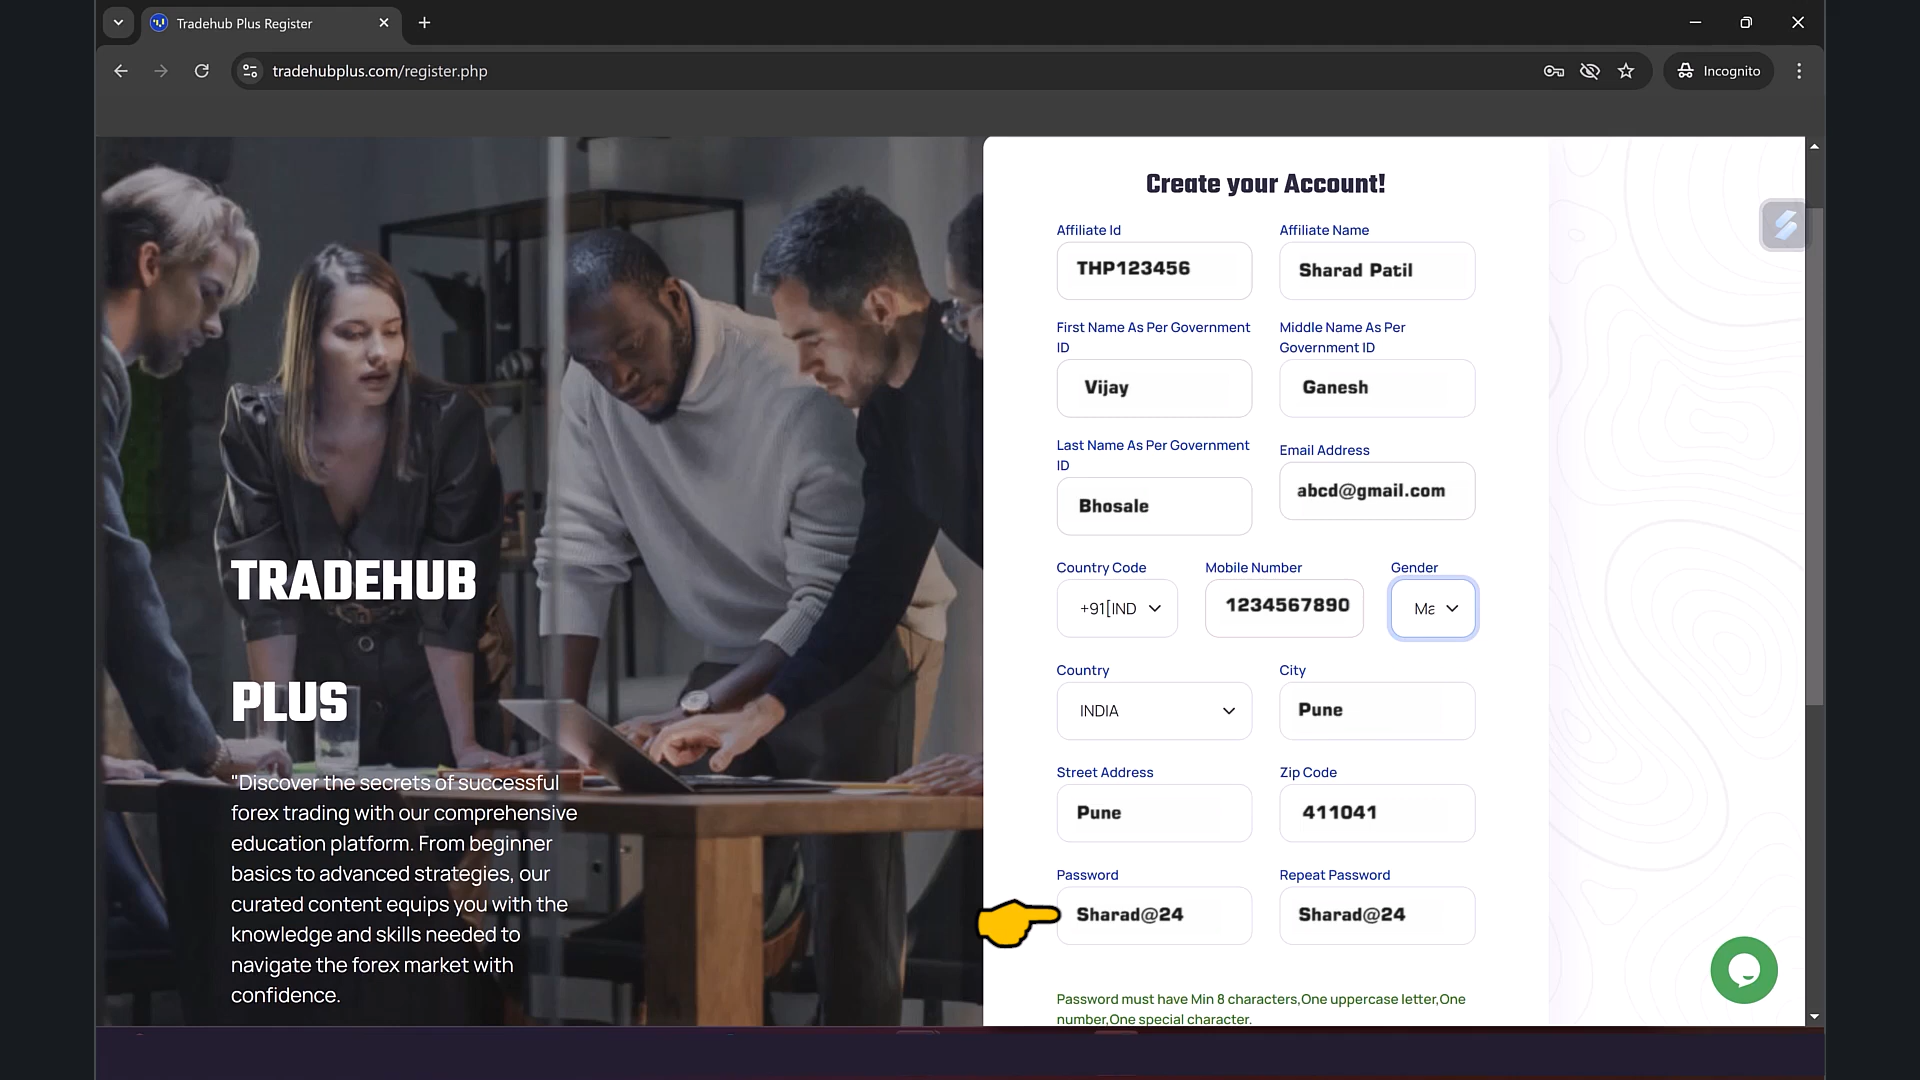 Tradehub Plus Register
tradehubplus.com/register.php
Incognito
TRADEHUB
PLUS
"Discover the secrets of successful
forex trading with our comprehensive
education platform. From beginner
basics to advanced strategies, our
curated content equips you with the
knowledge and skills needed to
navigate the forex market with
confidence.
Create your Account!
Affiliate Id
Affiliate Name
THP123456
Sharad Patil
First Name As Per Government
ID
Middle Name As Per
Government ID
Vijay
Ganesh
Last Name As Per Government
ID
Email Address
Bhosale
abcd@gmail.com
Country Code
Mobile Number
Gender
+91[IND
1234567890
Ma
Country
City
INDIA
Pune
Street Address
Zip Code
Pune
411041
Password
Repeat Password
Sharad@24
Sharad@24
Password must have Min 8 characters,One uppercase letter,One
number,One special character.